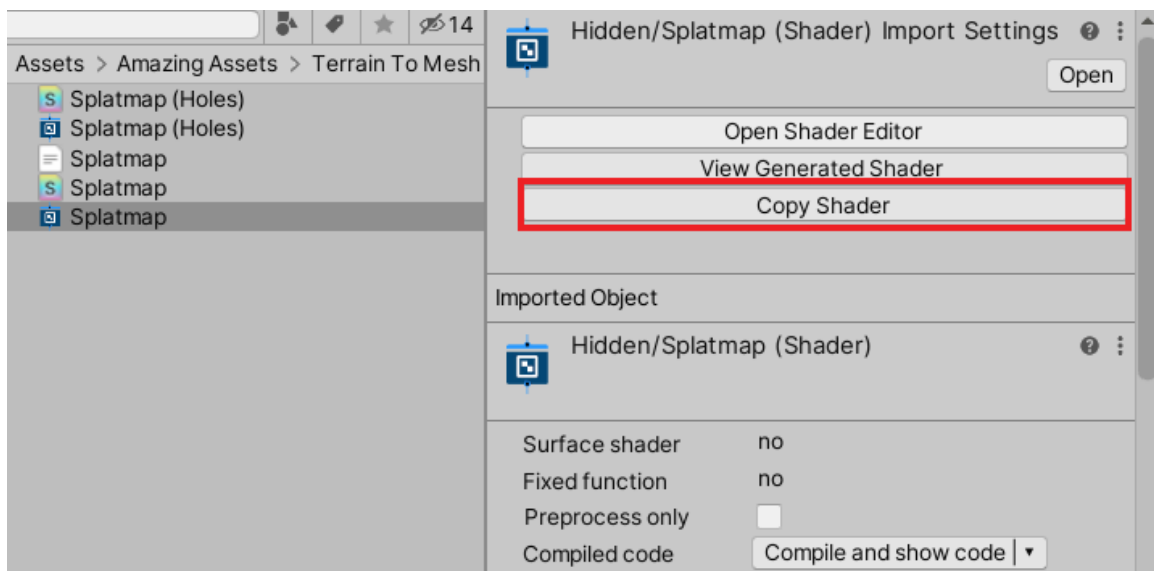 14
Assets > Amazing Assets > Terrain To Mesh
Splatmap (Holes)
Splatmap (Holes)
Splatmap
Splatmap
Splatmap
Hidden/Splatmap (Shader) Import Settings
Open
Open Shader Editor
View Generated Shader
Copy Shader
Imported Object
Hidden/Splatmap (Shader)
Surface shader no
Fixed function no
Preprocess only
Compiled code Compile and show code